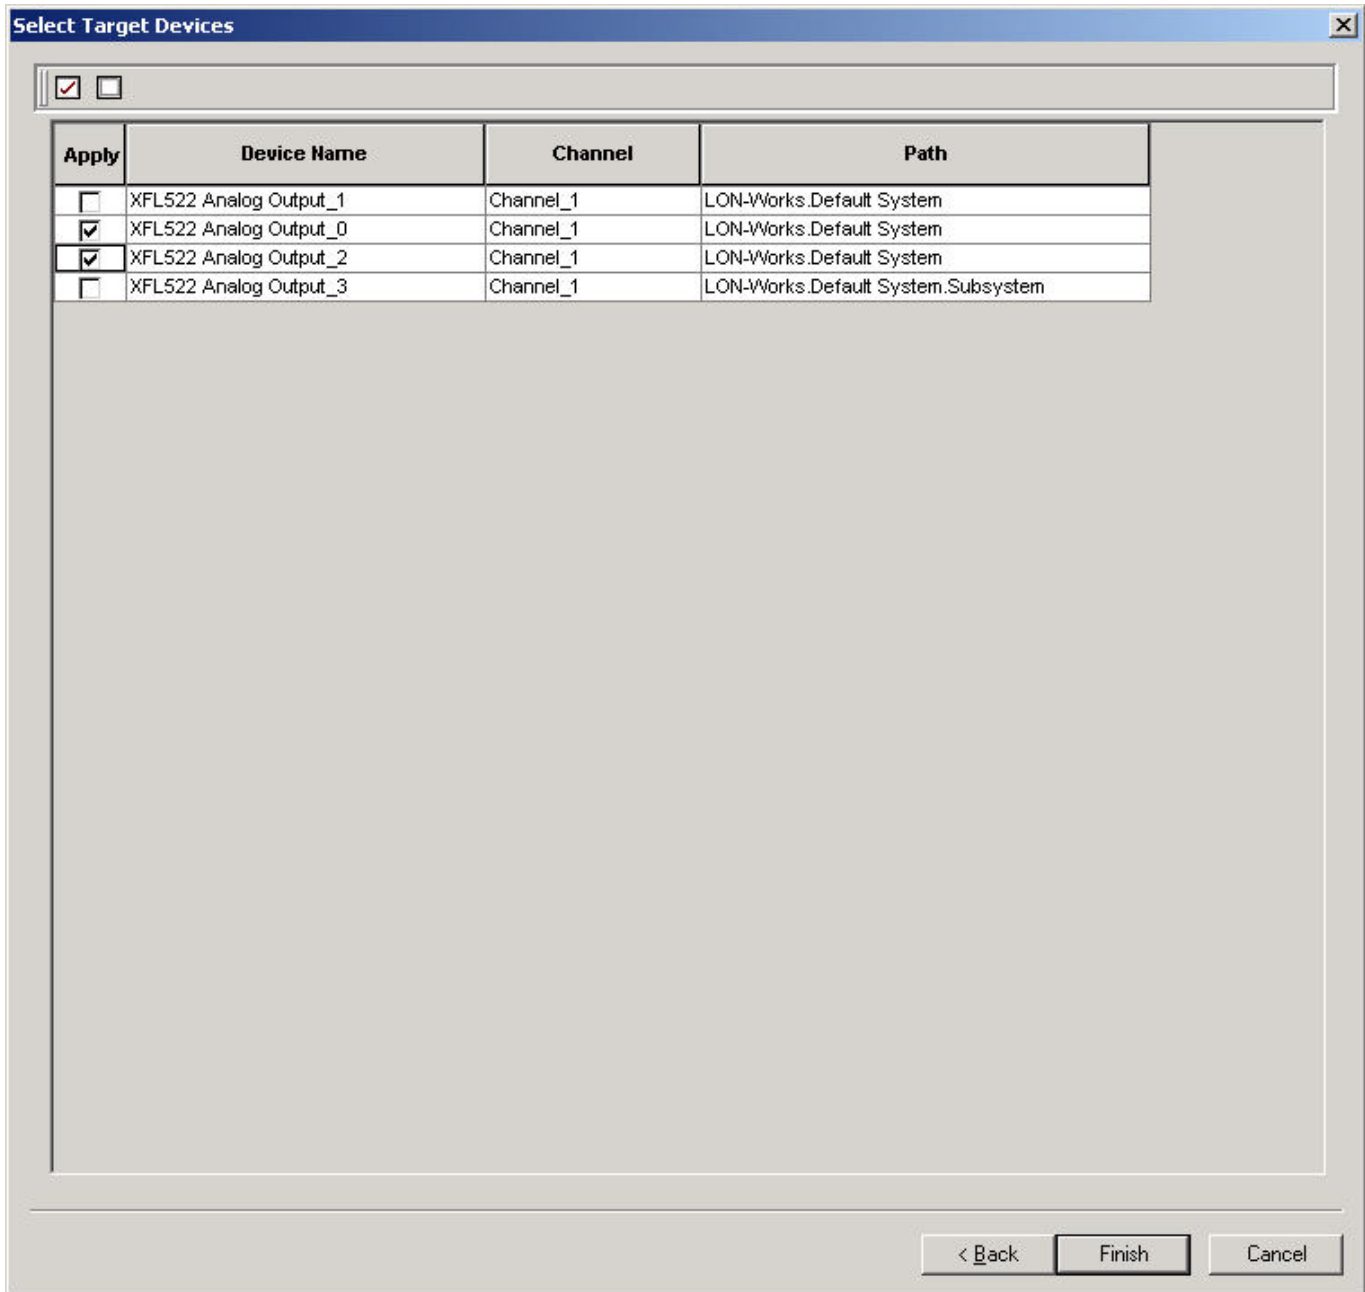 Select Target Devices
Apply Device Name Channel Path
XFL522 Analog Output_1 Channel_1 LON-Works.Default System
XFL522 Analog Output_0 Channel_1 LON-Works.Default System
XFL522 Analog Output_2 Channel_1 LON-Works.Default System
XFL522 Analog Output_3 Channel_1 LON-Works.Default System.Subsystem
< Back Finish Cancel